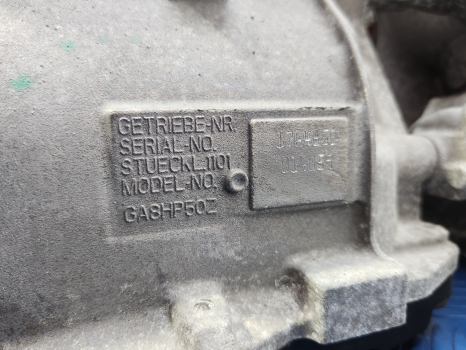 GETRIEBE-NR.
SERIAL-NO.
STUECKL.1101
MODEL-NO.
GA8HP50Z